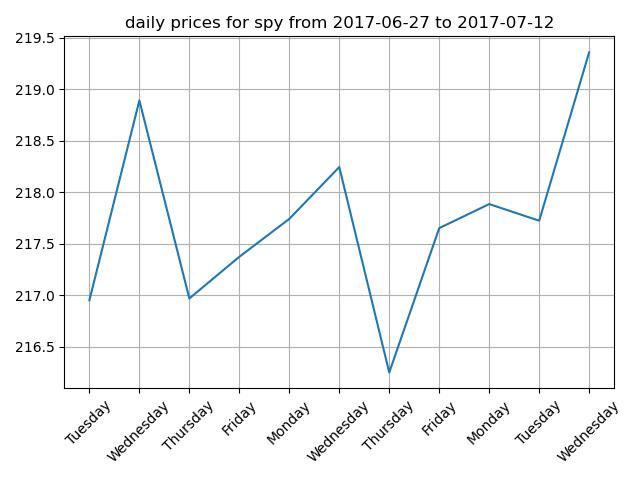 daily prices for spy from 2017-06-27 to 2017-07-12
219.5
219.0
218.5
218.0
217.5
217.0
216.5
Tuesday
Wednesday
Thursday
Friday
Monday
Wednesday
Thursday
Friday
Monday
Tuesday
Wednesday